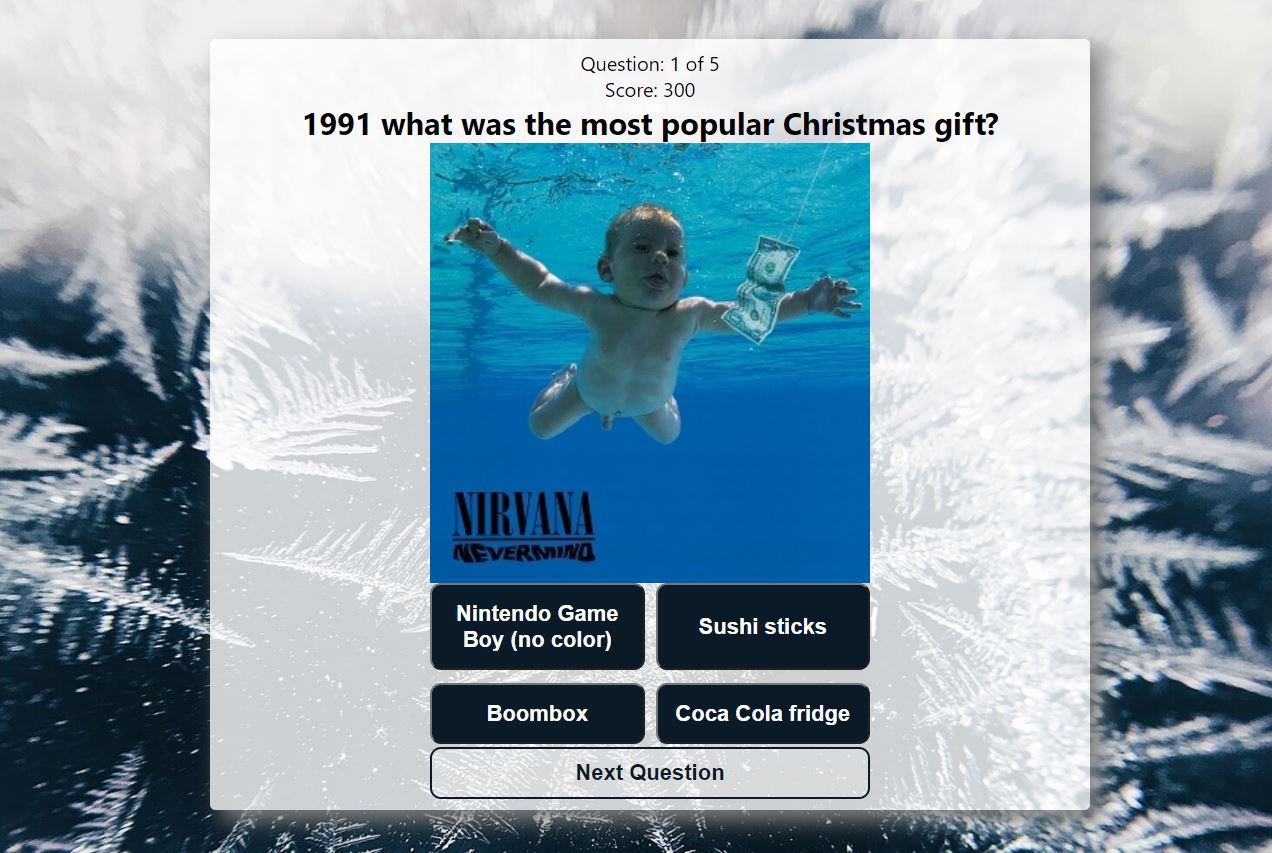 Question: 1 of 5
Score: 300
1991 what was the most popular Christmas gift?
NIRVANA
NEVERMIND
Nintendo Game
Boy (no color)
Sushi sticks
Boombox
Coca Cola fridge
Next Question